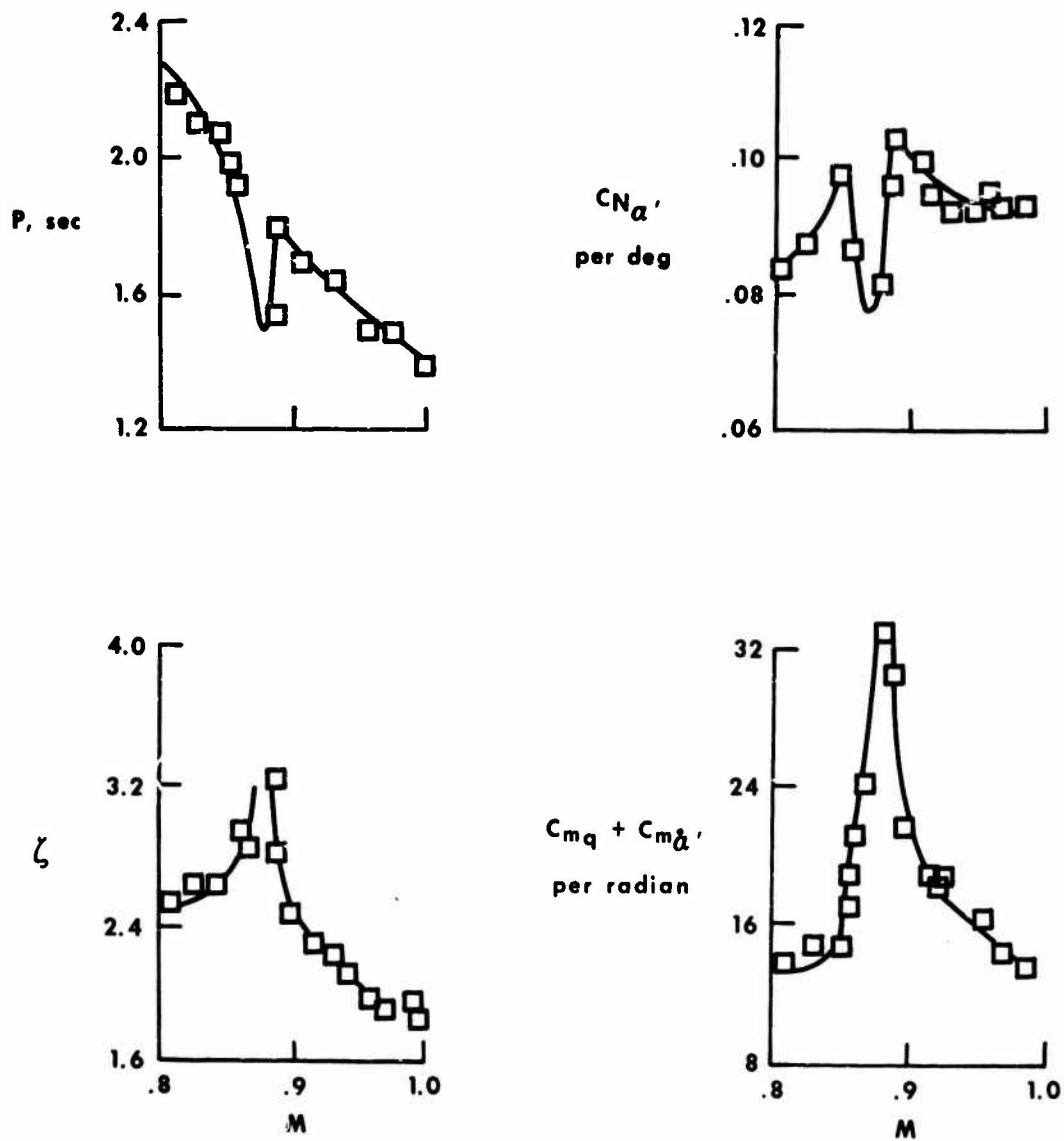 2.4
2.0
P, sec
1.6
1.2
.12
.10
CNα'
per deg
.08
.06
4.0
3.2
ζ
2.4
1.6
.8
.9
1.0
M
32
24
Cmq + Cmα̊'
per radian
16
8
.8
.9
1.0
M